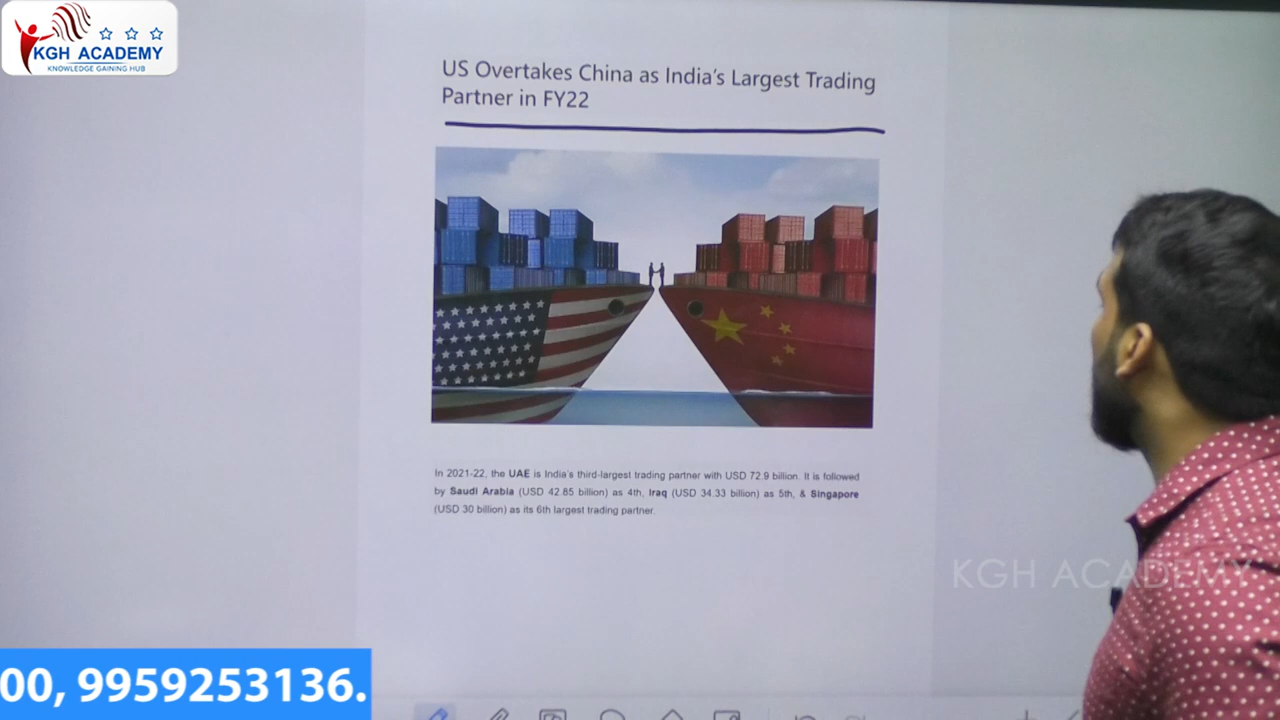 KGH ACADEMY
KNOWLEDGE GAINING HUB
US Overtakes China as India's Largest Trading
Partner in FY22
In 2021-22, the UAE is India's third-largest trading partner with USD 72.9 billion. It is followed
by Saudi Arabia (USD 42.85 billion) as 4th, Iraq (USD 34.33 billion) as 5th, & Singapore
(USD 30 billion) as its 6th largest trading partner.
KGH ACADEMY
00, 9959253136.